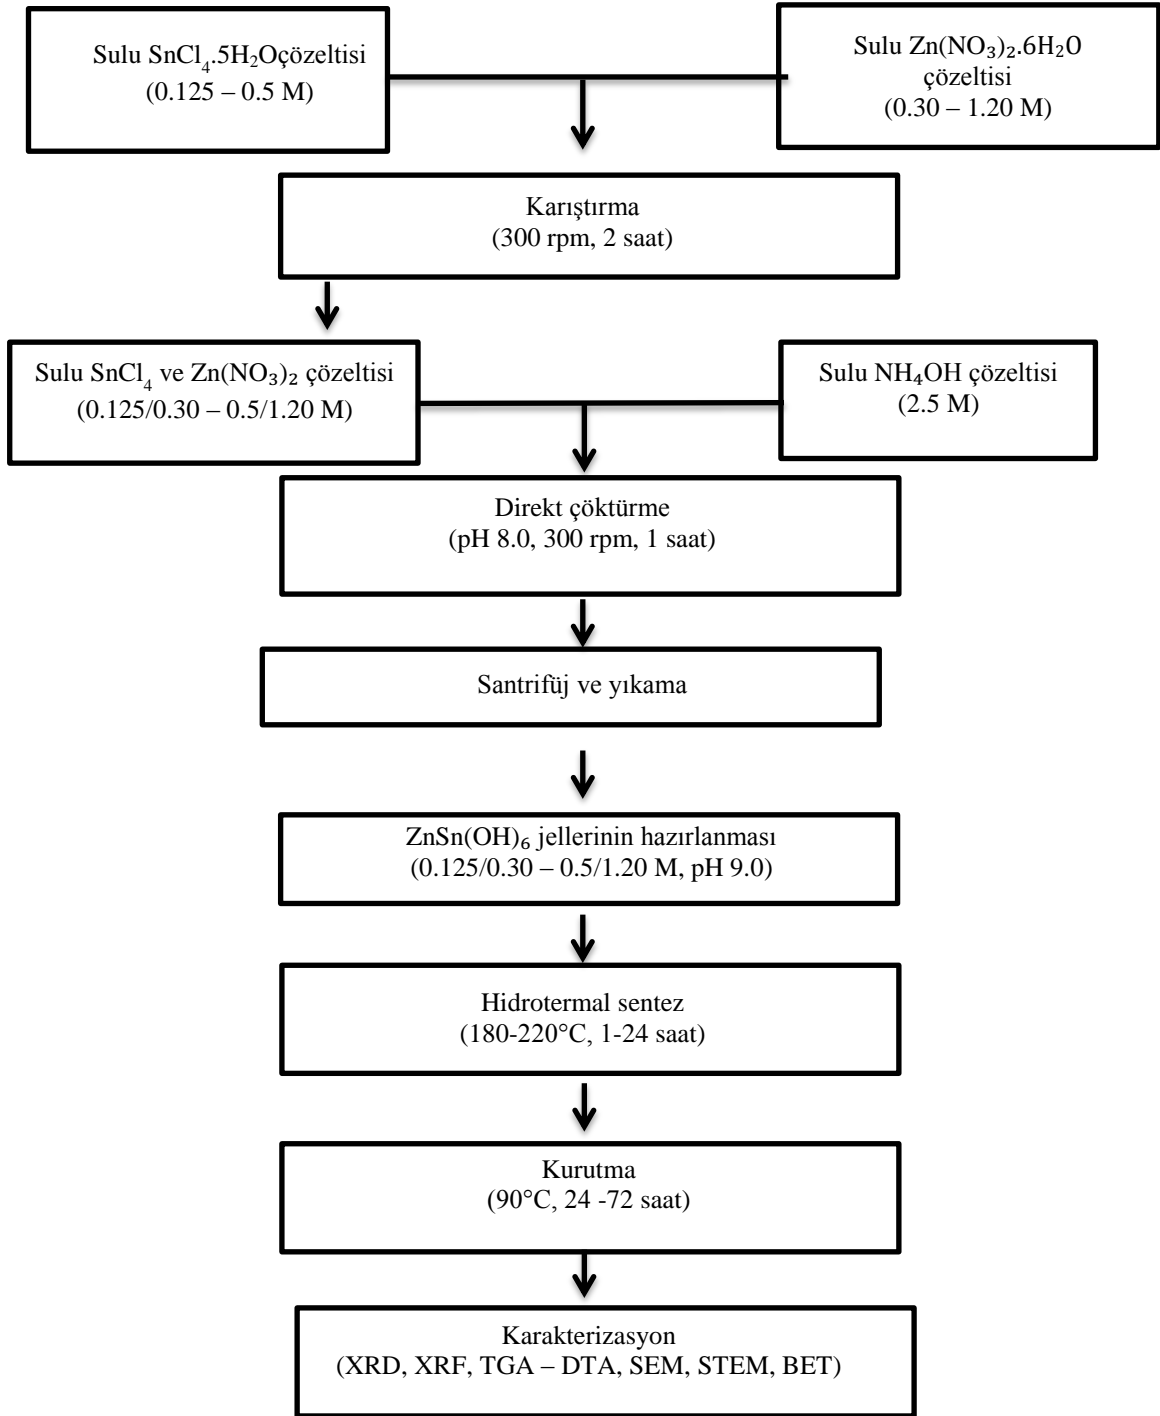 Sulu SnCl₄.5H₂Oçözeltisi
(0.125 – 0.5 M)
Sulu Zn(NO₃)₂.6H₂O
çözeltisi
(0.30 – 1.20 M)
Karıştırma
(300 rpm, 2 saat)
Sulu SnCl₄ ve Zn(NO₃)₂ çözeltisi
(0.125/0.30 – 0.5/1.20 M)
Sulu NH₄OH çözeltisi
(2.5 M)
Direkt çöktürme
(pH 8.0, 300 rpm, 1 saat)
Santrifüj ve yıkama
ZnSn(OH)₆ jellerinin hazırlanması
(0.125/0.30 – 0.5/1.20 M, pH 9.0)
Hidrotermal sentez
(180-220°C, 1-24 saat)
Kurutma
(90°C, 24 -72 saat)
Karakterizasyon
(XRD, XRF, TGA – DTA, SEM, STEM, BET)